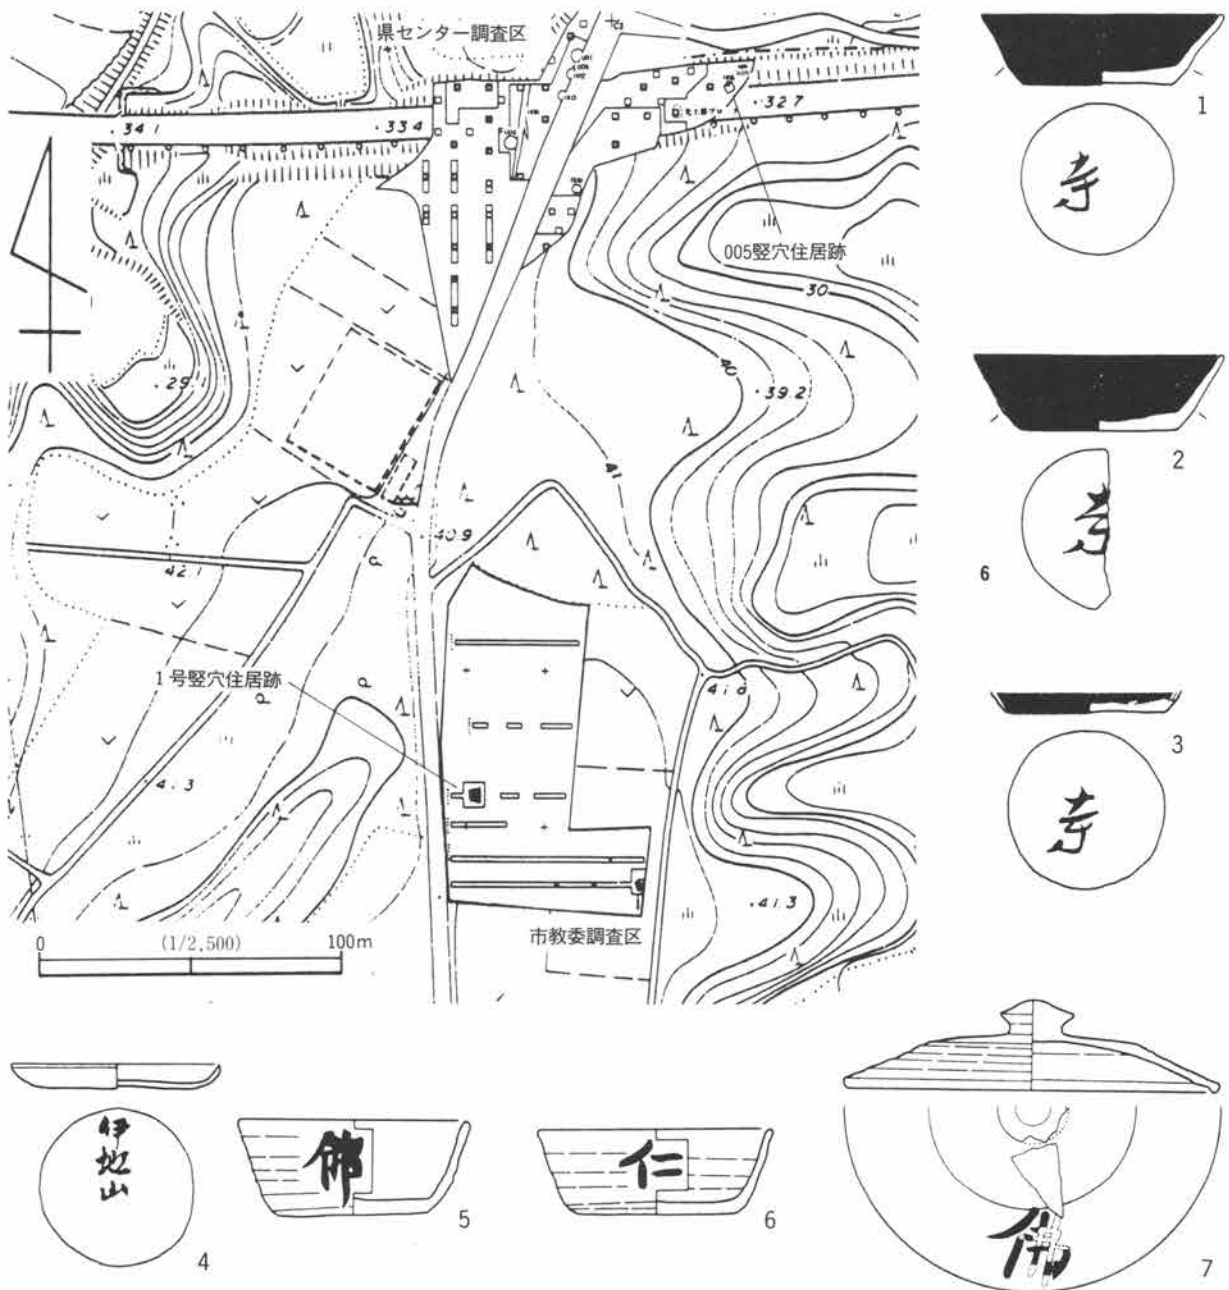 県センター調査区
.341
.334
.327
005竪穴住居跡
30
.29
40
.39.2
41
.40.9
42.1
1号竪穴住居跡
41.6
.41.3
.41.3
市教委調査区
0 (1/2,500) 100m
寺
1
寺
2
6
寺
3
伊地山
4
佛
5
仁
6
佛
7